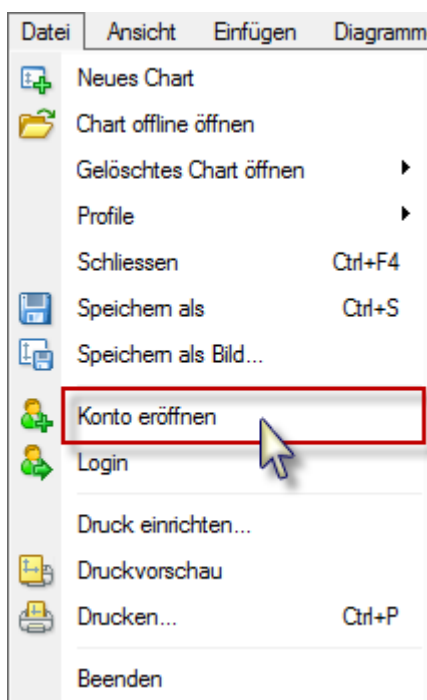 Datei Ansicht Einfügen Diagramm
Neues Chart
Chart offline öffnen
Gelöschtes Chart öffnen
Profile
Schliessen Ctrl+F4
Speichern als Ctrl+S
Speichern als Bild...
Konto eröffnen
Login
Druck einrichten...
Druckvorschau
Drucken... Ctrl+P
Beenden